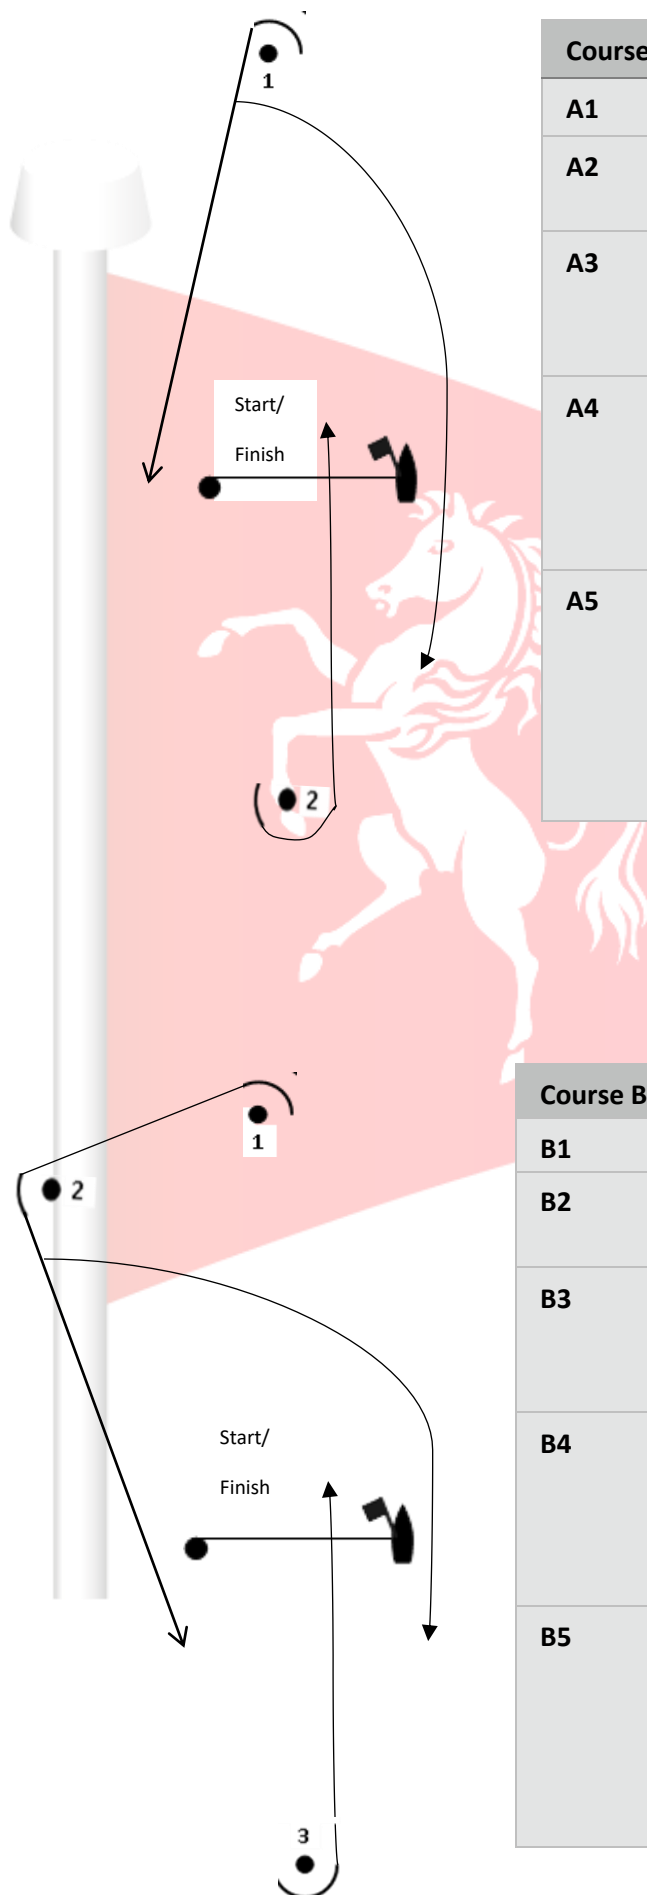 1
Course
A1
A2
A3
Start/
Finish
A4
A5
2
1
Course B
B1
2
B2
B3
Start/
Finish
B4
B5
3